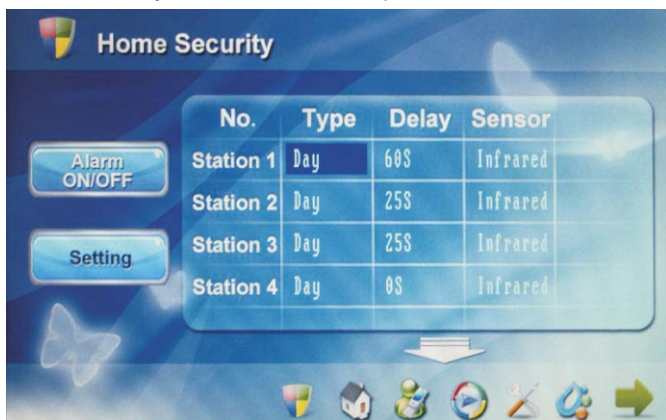 Home Security
No. Type Delay Sensor
Alarm ON/OFF
Station 1 Day 60S Infrared
Station 2 Day 25S Infrared
Setting
Station 3 Day 25S Infrared
Station 4 Day 0S Infrared